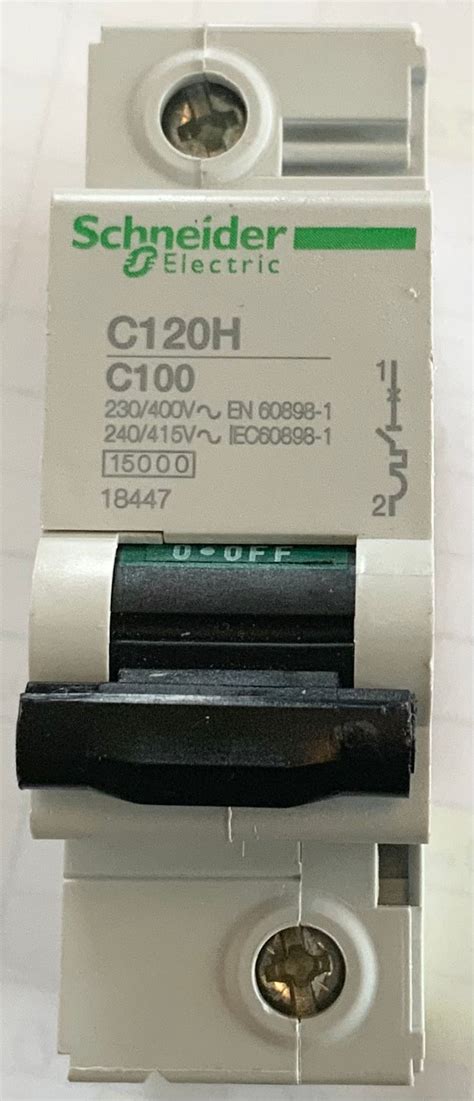 Schneider
Electric
C120H
C100
230/400V~ EN 60898-1
240/415V~ IEC60898-1
15000
18447
1
2
O•OFF